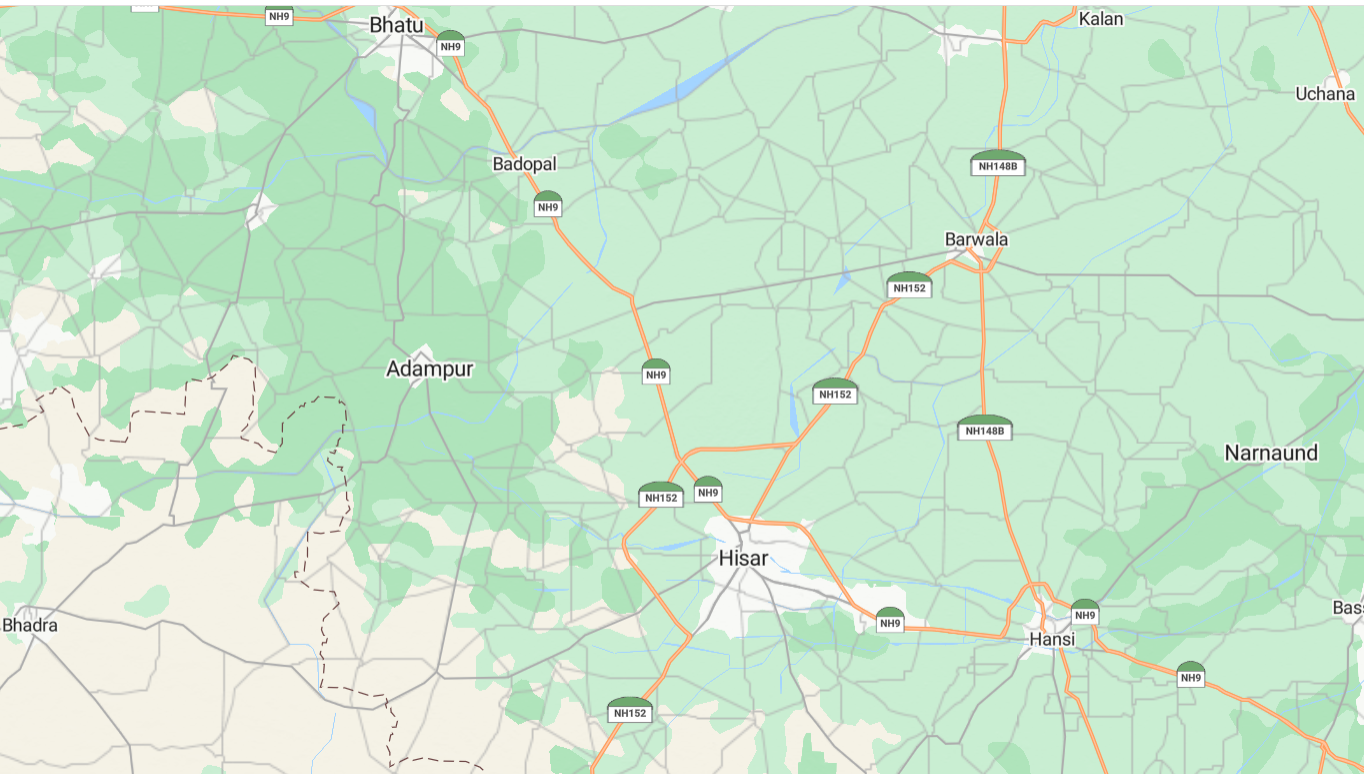 NH9
Bhatu
Kalan
NH9
Uchana
Badopal
NH148B
NH9
Barwala
NH152
Adampur
NH9
NH152
NH148B
Narnaund
NH152
NH9
Hisar
Bhadra
NH9
NH9
Hansi
Bass
NH9
NH152